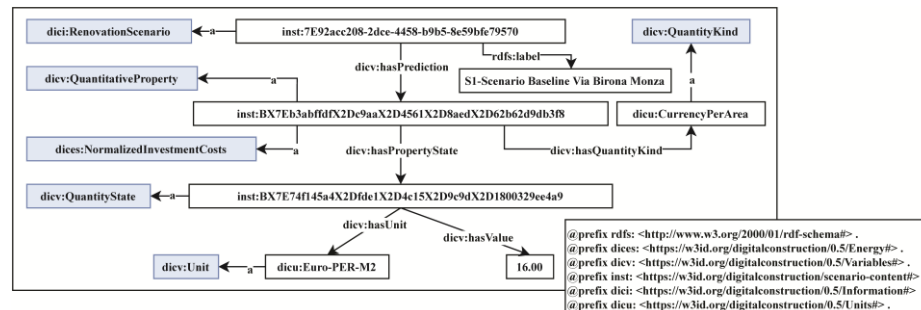 dici:RenovationScenario
a
inst:7E92acc208-2dce-4458-b9b5-8e59bfe79570
dicv:QuantityKind
rdfs:label
dicv:hasPrediction
S1-Scenario Baseline Via Birona Monza
a
dicv:QuantitativeProperty
a
inst:BX7Eb3abffdfX2Dc9aaX2D4561X2D8aedX2D62b62d9db3f8
dicu:CurrencyPerArea
dices:NormalizedInvestmentCosts
a
dicv:hasPropertyState
dicv:hasQuantityKind
dicv:QuantityState
a
inst:BX7E74f145a4X2Dfde1X2D4c15X2D9c9dX2D1800329ee4a9
dicv:hasUnit
dicv:hasValue
dicv:Unit
a
dicu:Euro-PER-M2
16.00
@prefix rdfs: <http://www.w3.org/2000/01/rdf-schema#> .
@prefix dices: <https://w3id.org/digitalconstruction/0.5/Energy#> .
@prefix dicv: <https://w3id.org/digitalconstruction/0.5/Variables#> .
@prefix inst: <https://w3id.org/digitalconstruction/scenario-content#>
@prefix dici: <https://w3id.org/digitalconstruction/0.5/Information#>
@prefix dicu: <https://w3id.org/digitalconstruction/0.5/Units#> .